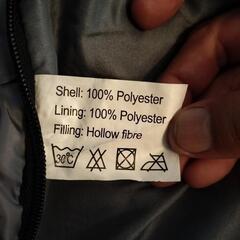 Shell: 100% Polyester
Lining: 100% Polyester
Filling: Hollow fibre
30°C